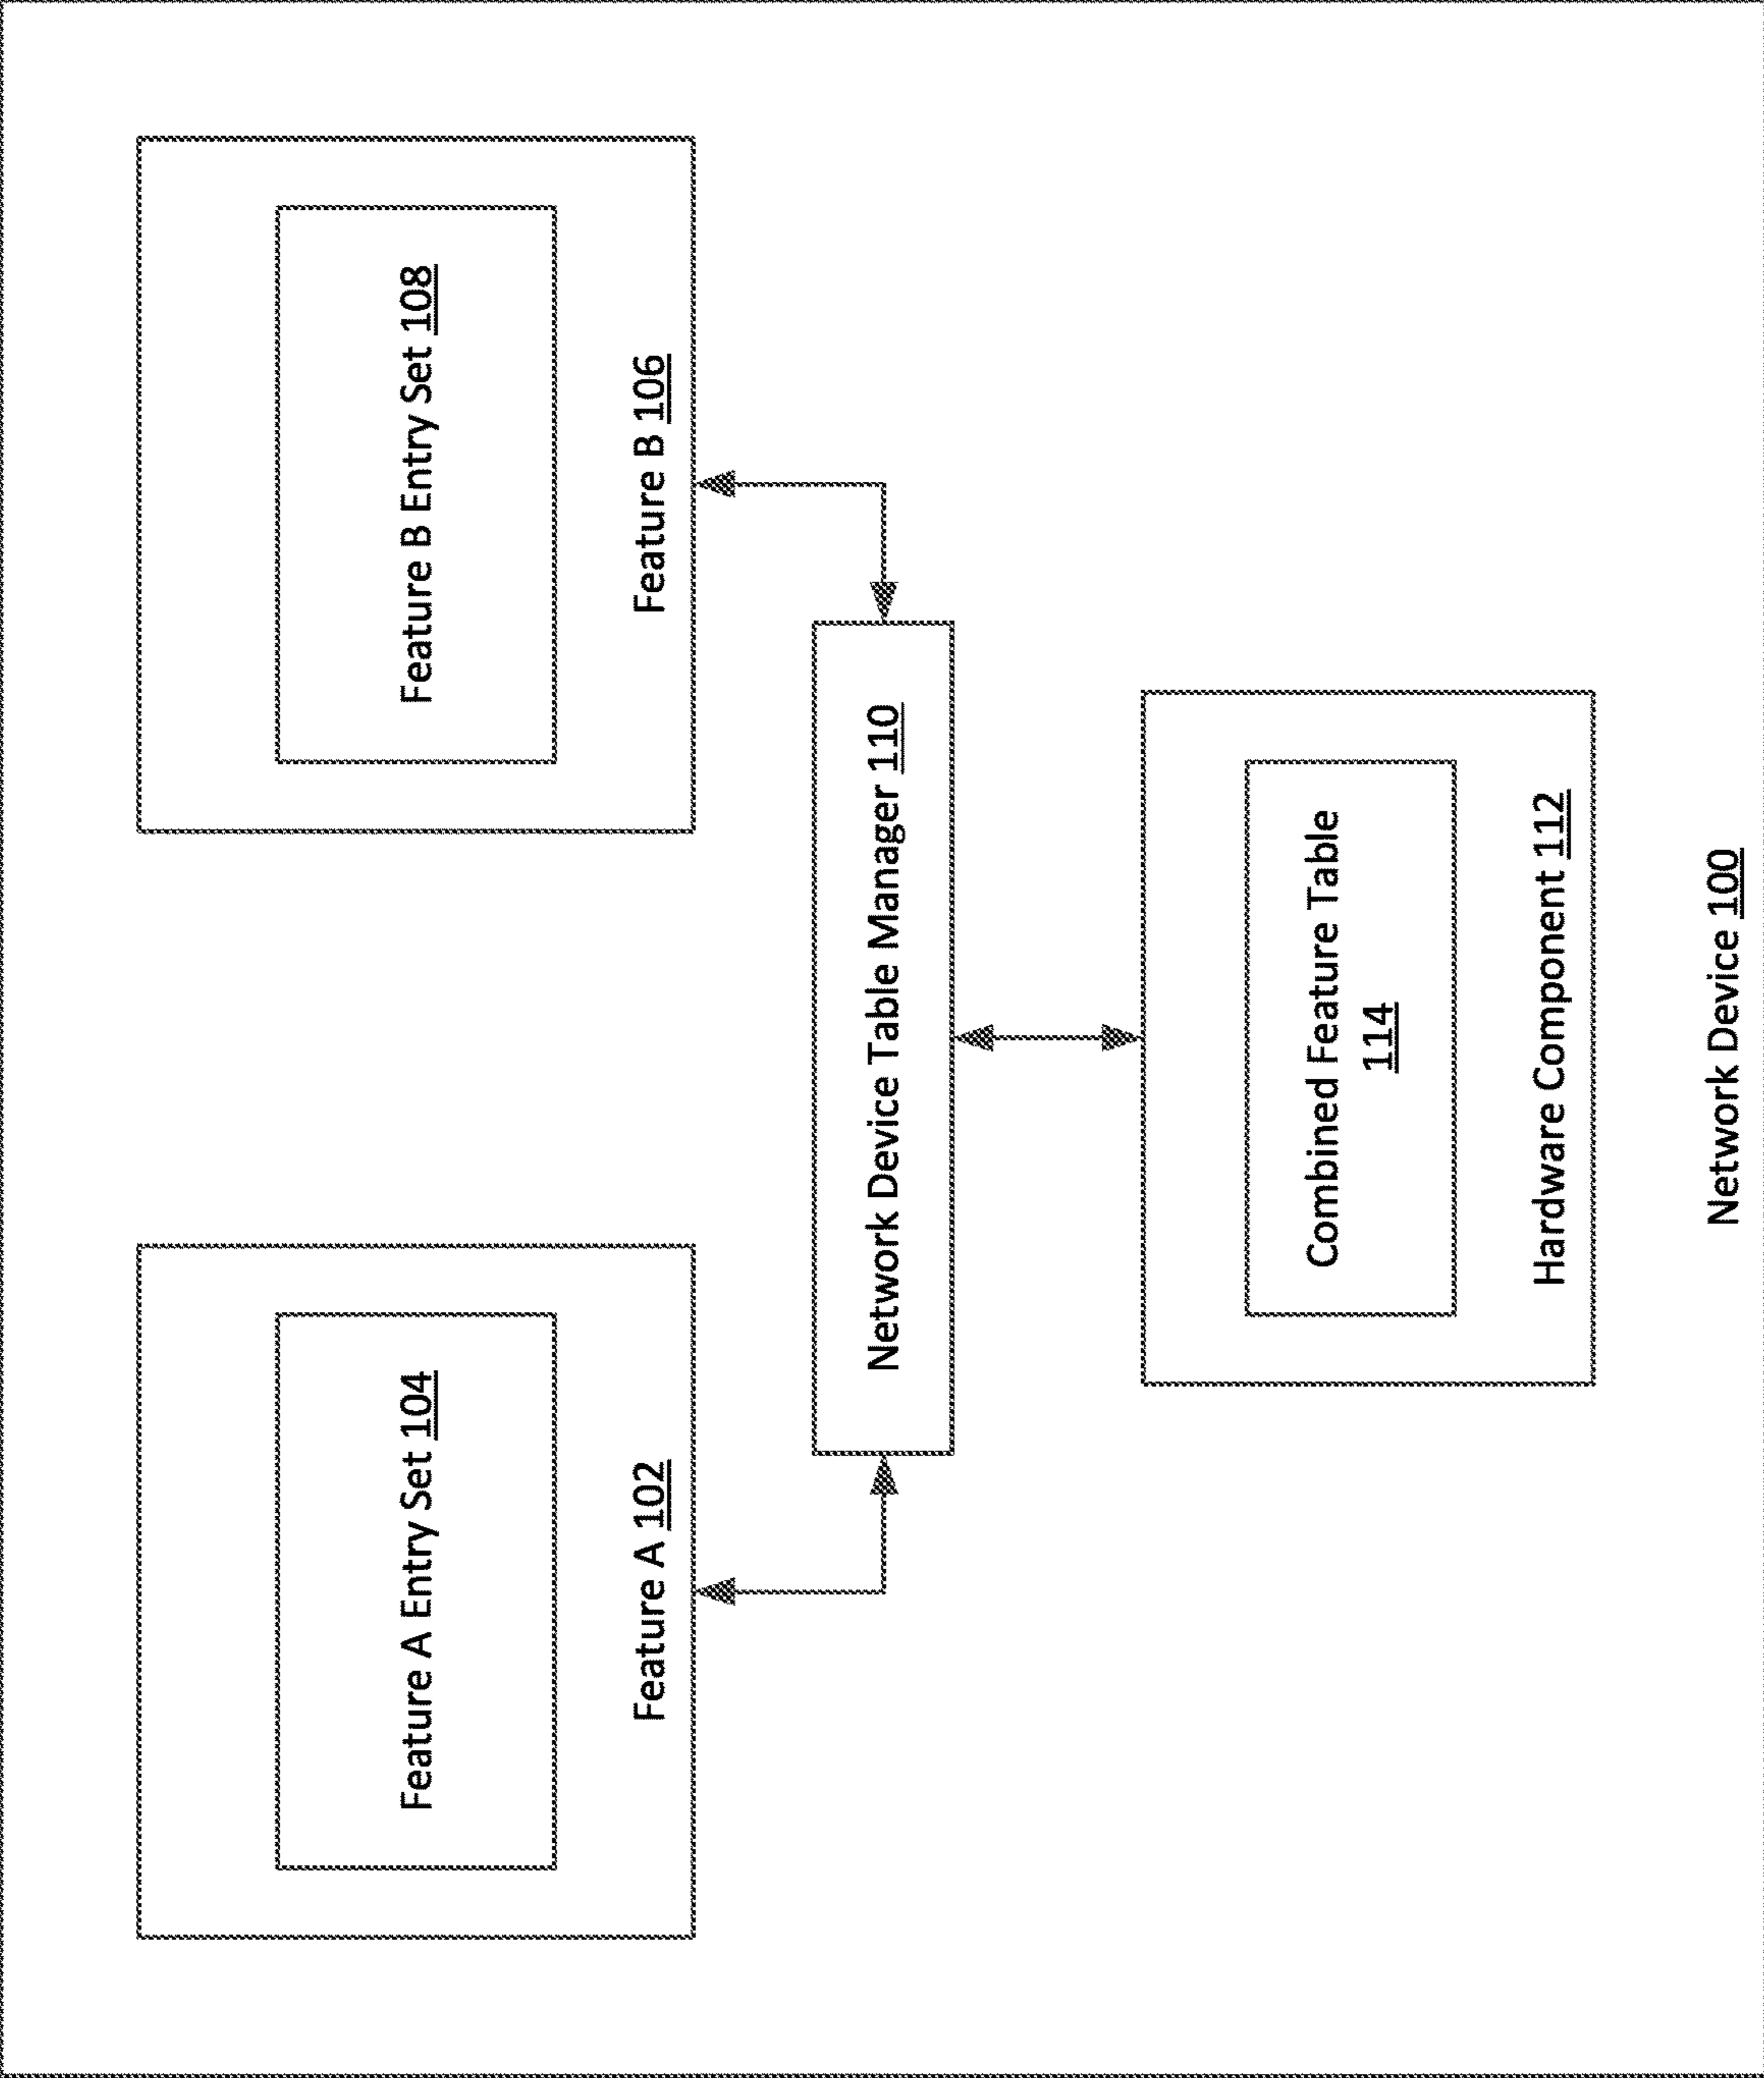 Feature A Entry Set 104
Feature A 102
Feature B Entry Set 108
Feature B 106
Network Device Table Manager 110
Combined Feature Table
114
Hardware Component 112
Network Device 100